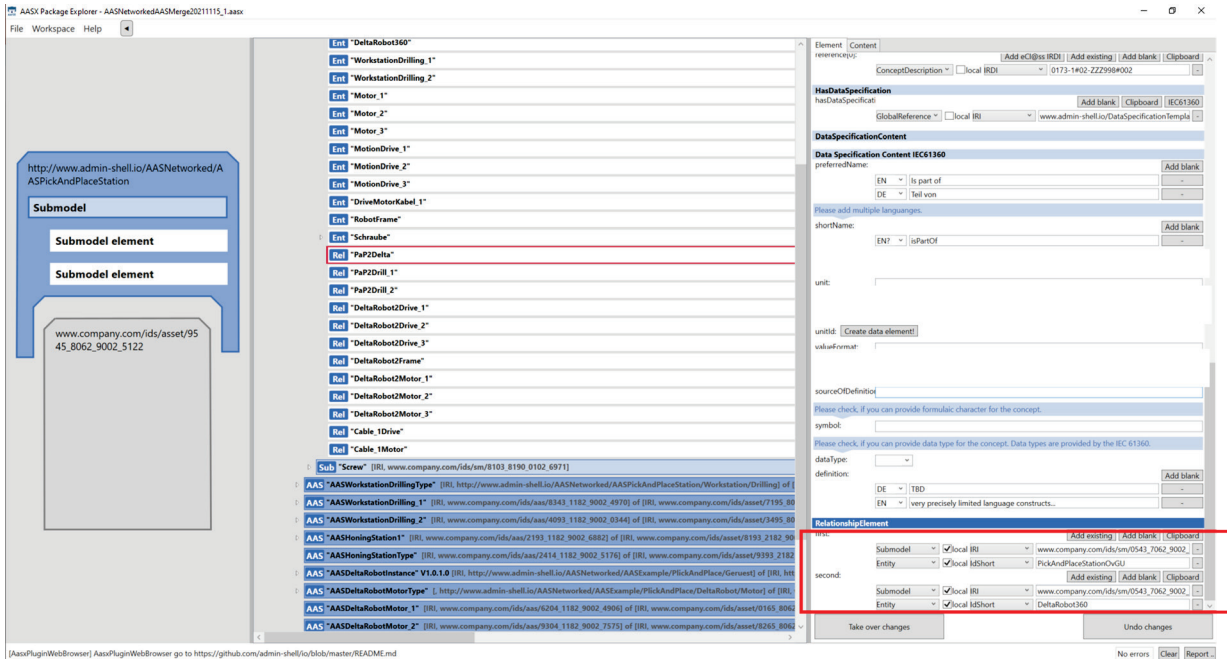 AASX Package Explorer - AASNetworkedAASMerge20211115_1.aasx
File Workspace Help
http://www.admin-shell.io/AASNetworked/A
ASPickAndPlaceStation
Submodel
Submodel element
Submodel element
www.company.com/ids/asset/95
45_8062_9002_5122
Ent "DeltaRobot360"
Ent "WorkstationDrilling_1"
Ent "WorkstationDrilling_2"
Ent "Motor_1"
Ent "Motor_2"
Ent "Motor_3"
Ent "MotionDrive_1"
Ent "MotionDrive_2"
Ent "MotionDrive_3"
Ent "DriveMotorKabel_1"
Ent "RobotFrame"
Ent "Schraube"
Rel "PaP2Delta"
Rel "PaP2Drill_1"
Rel "PaP2Drill_2"
Rel "DeltaRobot2Drive_1"
Rel "DeltaRobot2Drive_2"
Rel "DeltaRobot2Drive_3"
Rel "DeltaRobot2Frame"
Rel "DeltaRobot2Motor_1"
Rel "DeltaRobot2Motor_2"
Rel "DeltaRobot2Motor_3"
Rel "Cable_1Drive"
Rel "Cable_1Motor"
Sub "Screw" [IRI, www.company.com/ids/sm/8103_8190_0102_6971]
AAS "AASWorkstationDrillingType" [IRI, http://www.admin-shell.io/AASNetworked/AASPickAndPlaceStation/Workstation/Drilling] of [
AAS "AASWorkstationDrilling_1" [IRI, www.company.com/ids/aas/8343_1182_9002_4970] of [IRI, www.company.com/ids/asset/7195_80
AAS "AASWorkstationDrilling_2" [IRI, www.company.com/ids/aas/4093_1182_9002_0344] of [IRI, www.company.com/ids/asset/3495_80
AAS "AASHoningStation1" [IRI, www.company.com/ids/aas/2193_1182_9002_6882] of [IRI, www.company.com/ids/asset/8193_2182_90
AAS "AASHoningStationType" [IRI, www.company.com/ids/aas/2414_1182_9002_5176] of [IRI, www.company.com/ids/asset/9393_2182
AAS "AASDeltaRobotInstance" V1.0.1.0 [IRI, http://www.admin-shell.io/AASNetworked/AASExample/PlickAndPlace/Geruest] of [IRI, htt
AAS "AASDeltaRobotMotorType" [, http://www.admin-shell.io/AASNetworked/AASExample/PlickAndPlace/DeltaRobot/Motor] of [IRI,
AAS "AASDeltaRobotMotor_1" [IRI, www.company.com/ids/aas/6204_1182_9002_4906] of [IRI, www.company.com/ids/asset/0165_8062
AAS "AASDeltaRobotMotor_2" [IRI, www.company.com/ids/aas/9304_1182_9002_7575] of [IRI, www.company.com/ids/asset/8265_8062
Element Content
reference[0]: Add eCl@ss IRDI Add existing Add blank Clipboard
ConceptDescription local IRDI 0173-1#02-ZZZ998#002 -
HasDataSpecification
hasDataSpecificati Add blank Clipboard IEC61360
GlobalReference local IRI www.admin-shell.io/DataSpecificationTempla -
DataSpecificationContent
Data Specification Content IEC61360
preferredName: Add blank
EN Is part of -
DE Teil von -
Please add multiple languanges.
shortName: Add blank
EN? isPartOf -
unit:
unitId: Create data element!
valueFormat:
sourceOfDefinition
Please check, if you can provide formulaic character for the concept.
symbol:
Please check, if you can provide data type for the concept. Data types are provided by the IEC 61360.
dataType:
definition: Add blank
DE TBD -
EN very precisely limited language constructs... -
RelationshipElement
first: Add existing Add blank Clipboard
Submodel local IRI www.company.com/ids/sm/0543_7062_9002_ -
Entity local IdShort PickAndPlaceStationOvGU -
second: Add existing Add blank Clipboard
Submodel local IRI www.company.com/ids/sm/0543_7062_9002_ -
Entity local IdShort DeltaRobot360 -
Take over changes Undo changes
[AasxPluginWebBrowser] AasxPluginWebBrowser go to https://github.com/admin-shell/io/blob/master/README.md
No errors Clear Report..